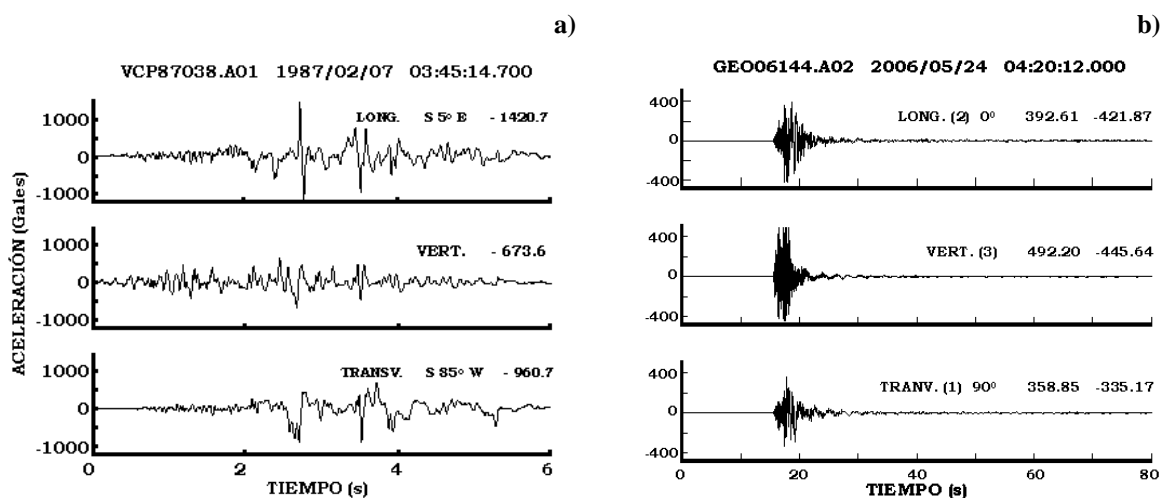 a)
VCP87038.A01 1987/02/07 03:45:14.700
ACELERACIÓN (Gales)
1000
0
-1000
LONG. S 5° E - 1420.7
1000
0
-1000
VERT. - 673.6
1000
0
-1000
TRANSV. S 85° W - 960.7
0 2 4 6
TIEMPO (s)
b)
GEO06144.A02 2006/05/24 04:20:12.000
400
0
-400
LONG. (2) 0° 392.61 -421.87
400
0
-400
VERT. (3) 492.20 -445.64
400
0
-400
TRANV. (1) 90° 358.85 -335.17
0 20 40 60 80
TIEMPO (s)